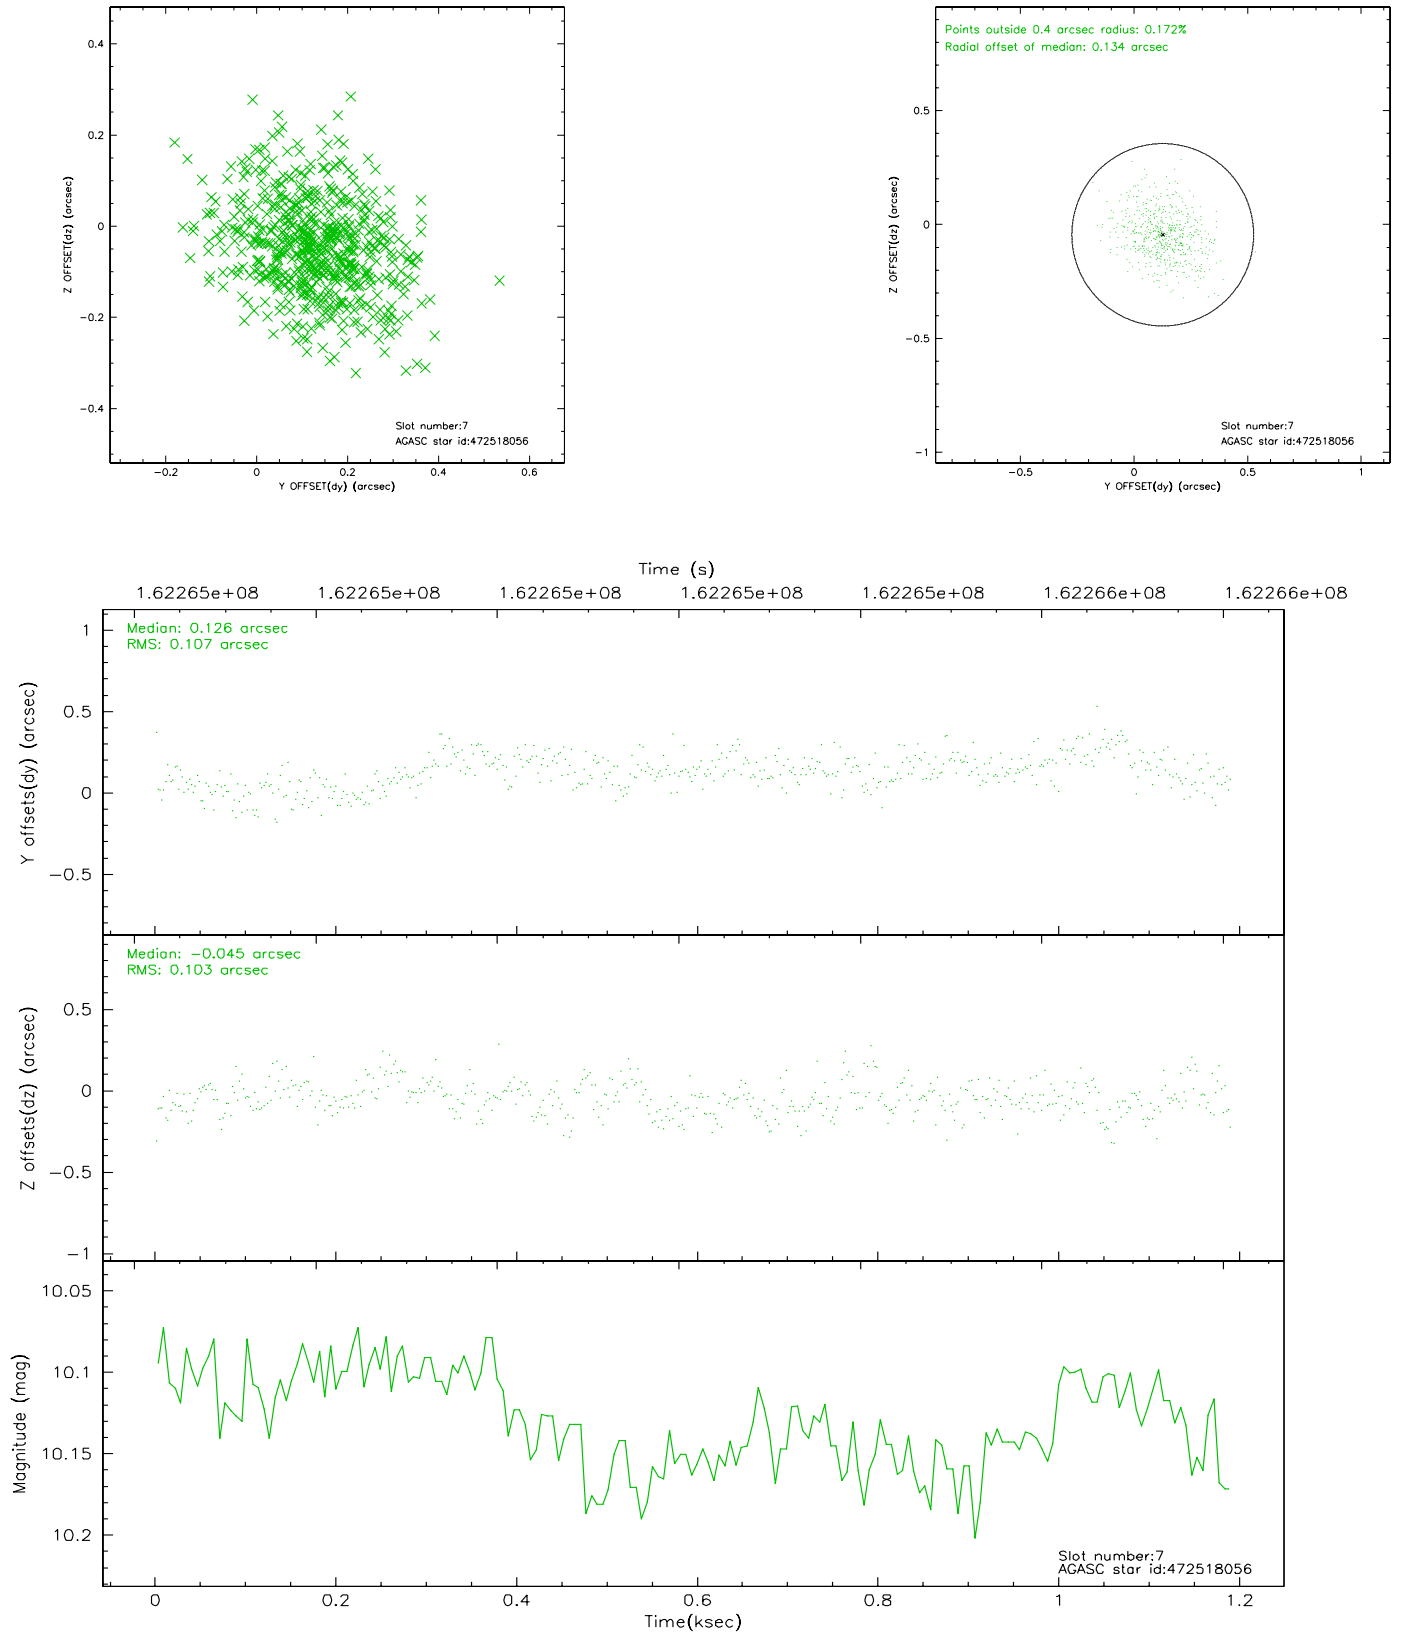 0.4
0.2
0
−0.2
−0.4
Z OFFSET(dz) (arcsec)
Slot number:7
AGASC star id:472518056
−0.2 0 0.2 0.4 0.6
Y OFFSET(dy) (arcsec)
Points outside 0.4 arcsec radius: 0.172%
Radial offset of median: 0.134 arcsec
0.5
0
−0.5
−1
Z OFFSET(dz) (arcsec)
Slot number:7
AGASC star id:472518056
−0.5 0 0.5 1
Y OFFSET(dy) (arcsec)
Time (s)
1.62265e+08 1.62265e+08 1.62265e+08 1.62265e+08 1.62265e+08 1.62266e+08 1.62266e+08
Median: 0.126 arcsec
RMS: 0.107 arcsec
1
0.5
0
−0.5
Y offsets(dy) (arcsec)
Median: −0.045 arcsec
RMS: 0.103 arcsec
0.5
0
−0.5
−1
Z offsets(dz) (arcsec)
10.05
10.1
10.15
10.2
Magnitude (mag)
Slot number:7
AGASC star id:472518056
0 0.2 0.4 0.6 0.8 1 1.2
Time(ksec)